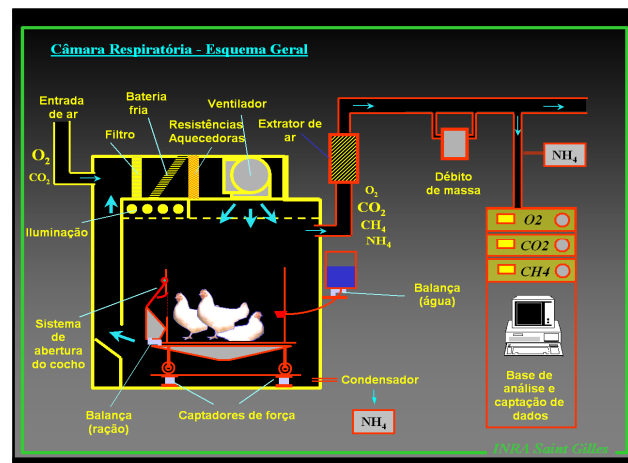 Câmara Respiratória - Esquema Geral
Entrada
de ar
Bateria
fria
Filtro
Resistências
Aquecedoras
Ventilador
Extrator de
ar
O2
CO2
Débito
de massa
NH4
O2
CO2
CH4
NH4
O2
CO2
CH4
Iluminação
Balança
(água)
Sistema
de
abertura
do cocho
Base de
análise e
captação de
dados
Balança
(ração)
Captadores de força
Condensador
NH4
INRA Saint Gilles